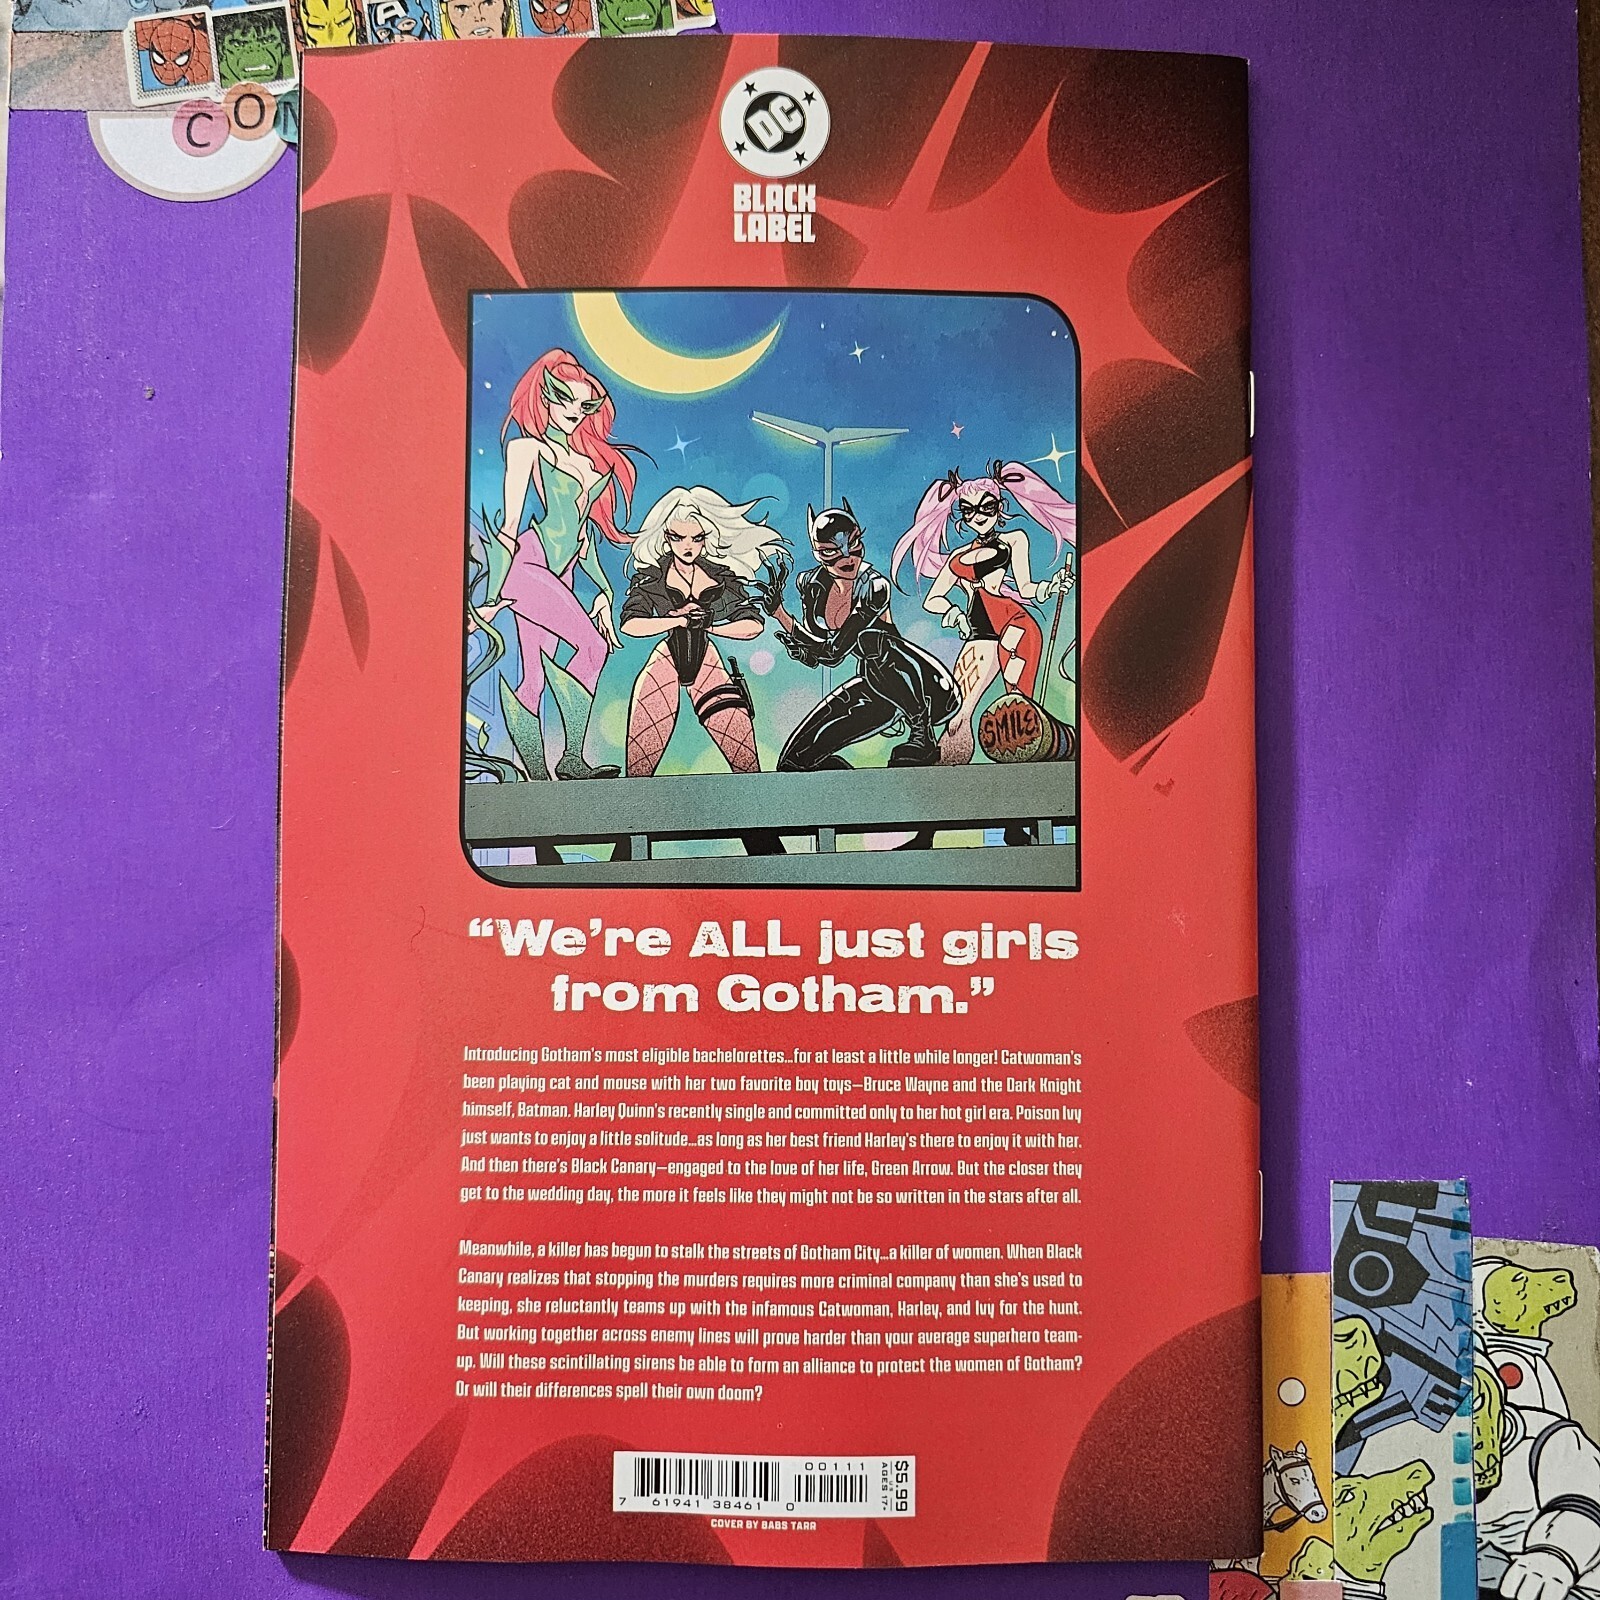 CON
DC
BLACK
LABEL
SMILE!
“We’re ALL just girls
from Gotham.”
Introducing Gotham’s most eligible bachelorettes...for at least a little while longer! Catwoman’s
been playing cat and mouse with her two favorite boy toys—Bruce Wayne and the Dark Knight
himself, Batman. Harley Quinn’s recently single and committed only to her hot girl era. Poison Ivy
just wants to enjoy a little solitude...as long as her best friend Harley’s there to enjoy it with her.
And then there’s Black Canary—engaged to the love of her life, Green Arrow. But the closer they
get to the wedding day, the more it feels like they might not be so written in the stars after all.
Meanwhile, a killer has begun to stalk the streets of Gotham City...a killer of women. When Black
Canary realizes that stopping the murders requires more criminal company than she’s used to
keeping, she reluctantly teams up with the infamous Catwoman, Harley, and Ivy for the hunt.
But working together across enemy lines will prove harder than your average superhero team-
up. Will these scintillating sirens be able to form an alliance to protect the women of Gotham?
Or will their differences spell their own doom?
00111
7 61941 38461 0
$5.99
US
AGES 17+
COVER BY BABS TARR